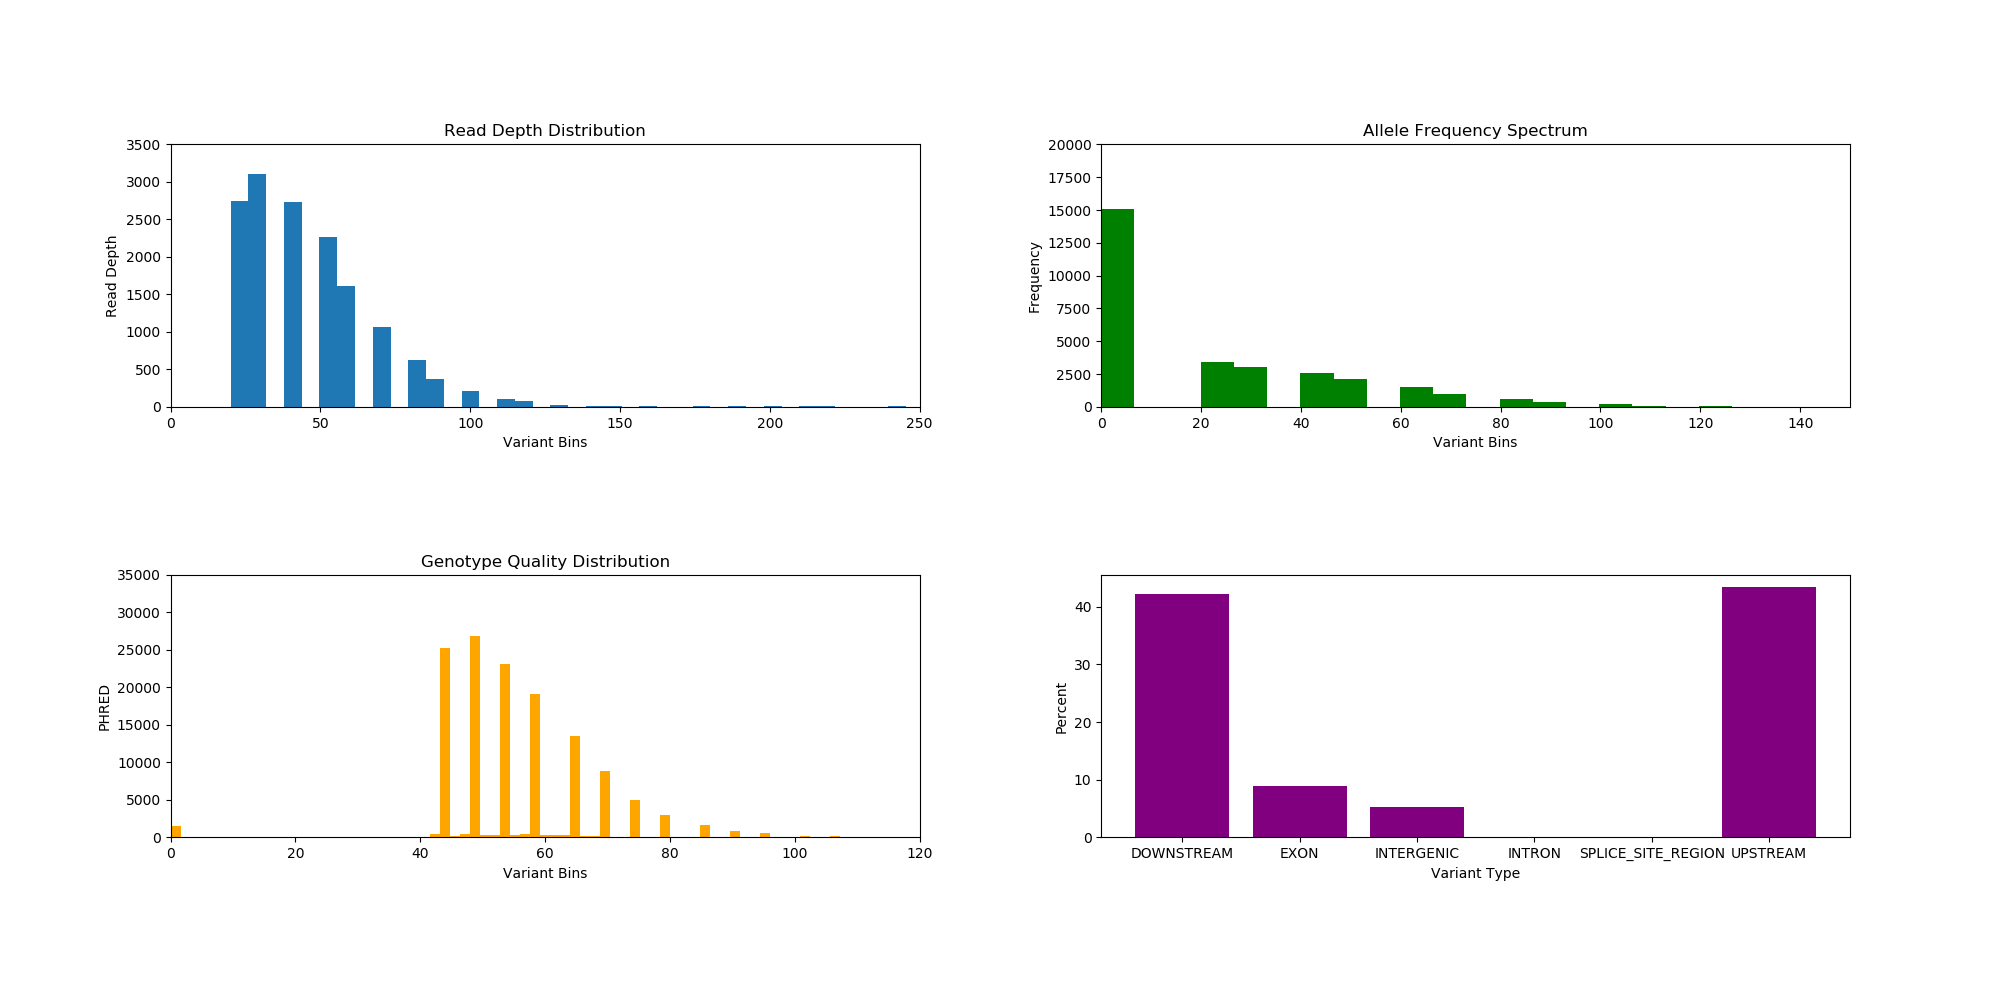 Read Depth Distribution
3500
3000
2500
2000
1500
1000
500
0
Read Depth
0 50 100 150 200 250
Variant Bins
Allele Frequency Spectrum
20000
17500
15000
12500
10000
7500
5000
2500
0
Frequency
0 20 40 60 80 100 120 140
Variant Bins
Genotype Quality Distribution
35000
30000
25000
20000
15000
10000
5000
0
PHRED
0 20 40 60 80 100 120
Variant Bins
40
30
20
10
0
Percent
DOWNSTREAM EXON INTERGENIC INTRON SPLICE_SITE_REGION UPSTREAM
Variant Type